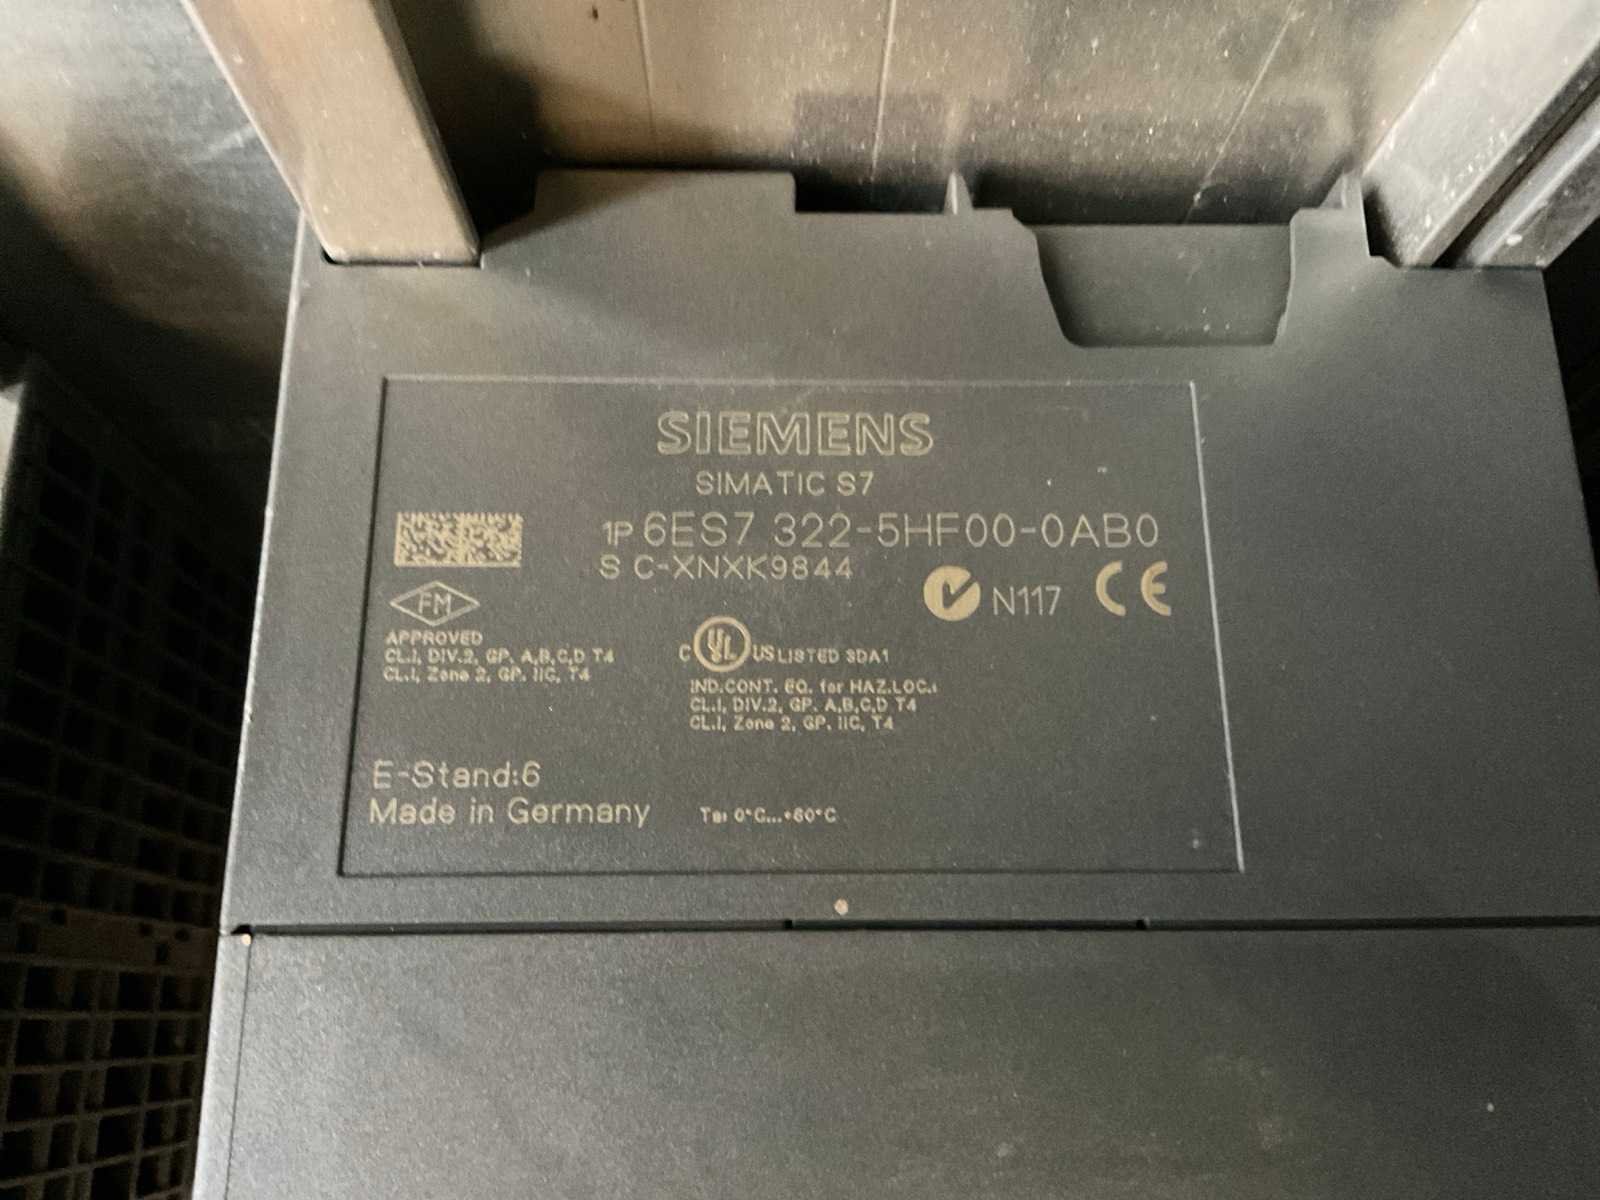 SIEMENS
SIMATIC S7
1P 6ES7 322-5HF00-0AB0
S C-XNXK9844
FM
N117 CE
APPROVED
CL.I, DIV.2, GP. A,B,C,D T4
CL.I, Zone 2, GP. IIC, T4
C UL US LISTED 3DA1
IND.CONT. EQ. for HAZ.LOC.:
CL.I, DIV.2, GP. A,B,C,D T4
CL.I, Zone 2, GP. IIC, T4
E-Stand:6
Made in Germany
Ta: 0°C...+60°C